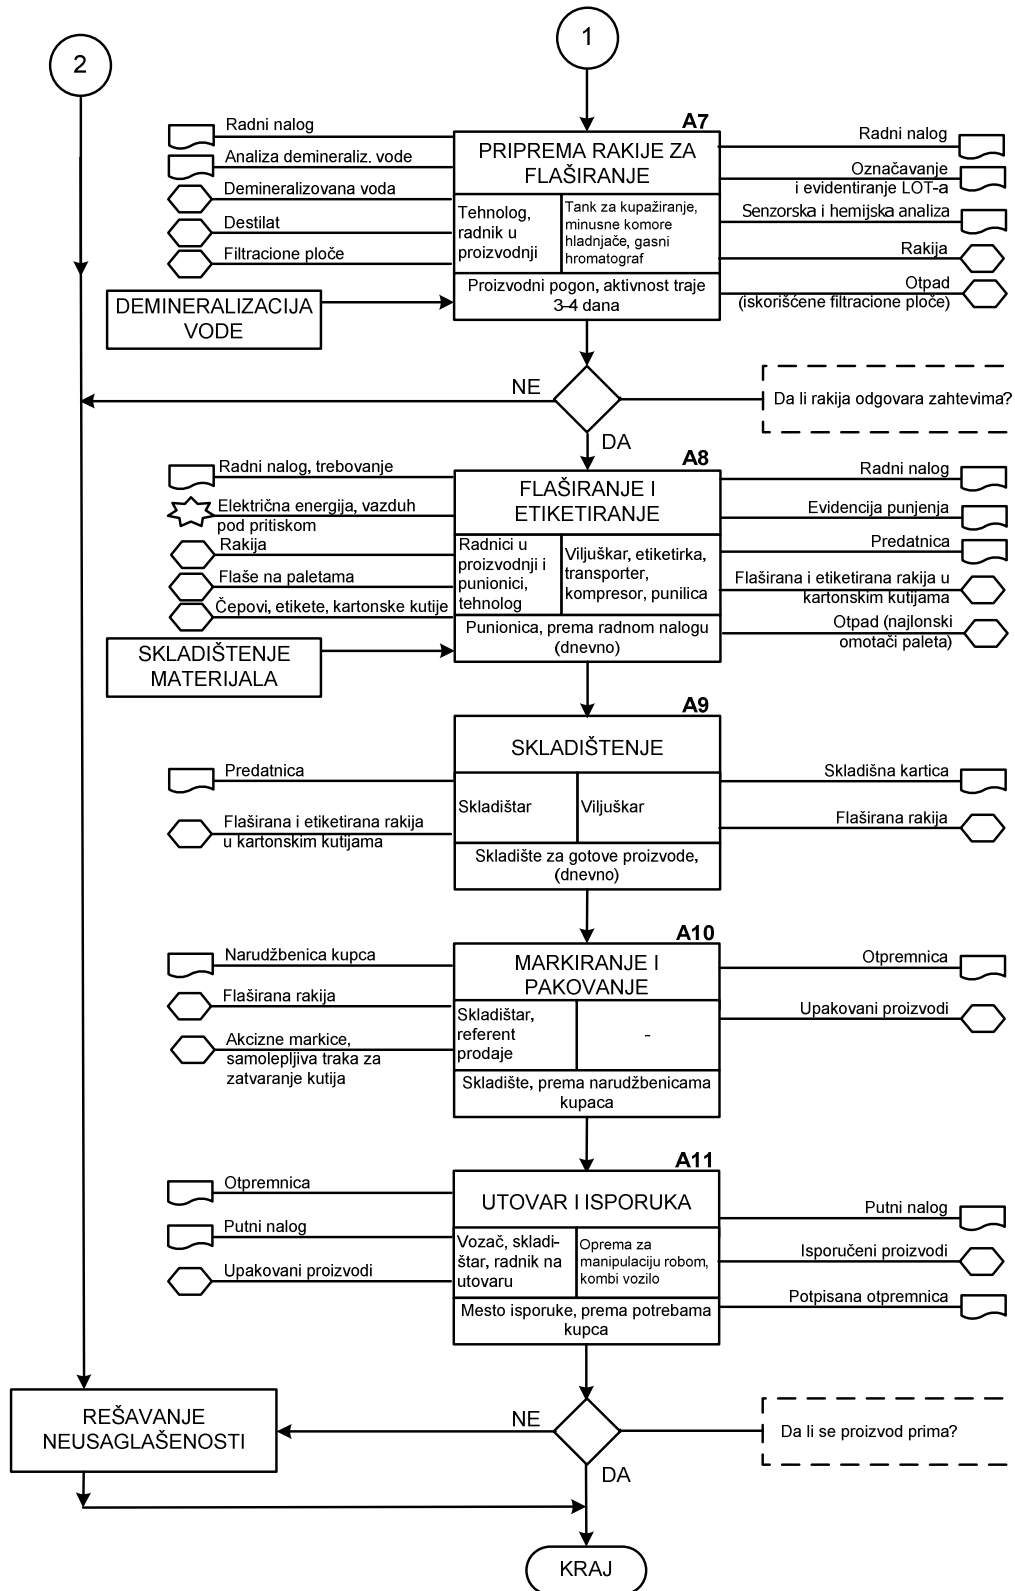 1
2
A7
Radni nalog
Analiza demineraliz. vode
Demineralizovana voda
Destilat
Filtracione ploče
DEMINERALIZACIJA
VODE
PRIPREMA RAKIJE ZA
FLAŠIRANJE
Tehnolog,
radnik u
proizvodnji
Tank za kupažiranje,
minusne komore
hladnjače, gasni
hromatograf
Proizvodni pogon, aktivnost traje
3-4 dana
Radni nalog
Označavanje
i evidentiranje LOT-a
Senzorska i hemijska analiza
Rakija
Otpad
(iskorišćene filtracione ploče)
NE
Da li rakija odgovara zahtevima?
DA
A8
Radni nalog, trebovanje
Električna energija, vazduh
pod pritiskom
Rakija
Flaše na paletama
Čepovi, etikete, kartonske kutije
SKLADIŠTENJE
MATERIJALA
FLAŠIRANJE I
ETIKETIRANJE
Radnici u
proizvodnji i
punionici,
tehnolog
Viljuškar, etiketirka,
transporter,
kompresor, punilica
Punionica, prema radnom nalogu
(dnevno)
Radni nalog
Evidencija punjenja
Predatnica
Flaširana i etiketirana rakija u
kartonskim kutijama
Otpad (najlonski
omotači paleta)
A9
Predatnica
Flaširana i etiketirana rakija
u kartonskim kutijama
SKLADIŠTENJE
Skladištar
Viljuškar
Skladište za gotove proizvode,
(dnevno)
Skladišna kartica
Flaširana rakija
A10
Narudžbenica kupca
Flaširana rakija
Akcizne markice,
samolepljiva traka za
zatvaranje kutija
MARKIRANJE I
PAKOVANJE
Skladištar,
referent
prodaje
-
Skladište, prema narudžbenicama
kupaca
Otpremnica
Upakovani proizvodi
A11
Otpremnica
Putni nalog
Upakovani proizvodi
UTOVAR I ISPORUKA
Vozač, skladi-
štar, radnik na
utovaru
Oprema za
manipulaciju robom,
kombi vozilo
Mesto isporuke, prema potrebama
kupca
Putni nalog
Isporučeni proizvodi
Potpisana otpremnica
REŠAVANJE
NEUSAGLAŠENOSTI
NE
Da li se proizvod prima?
DA
KRAJ